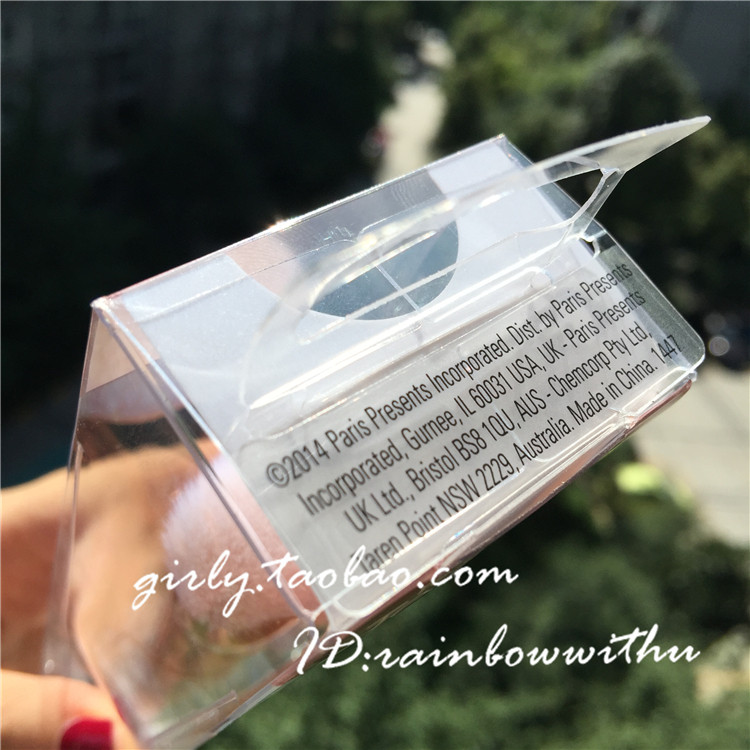 ©2014 Paris Presents Incorporated. Dist. by Paris Presents
Incorporated, Gurnee, IL 60031 USA, UK - Paris Presents
UK Ltd., Bristol BS8 1QU, AUS - Chemcorp Pty Ltd,
Taren Point NSW 2229, Australia. Made in China. 1447
girly.taobao.com
ID:rainbowwithu